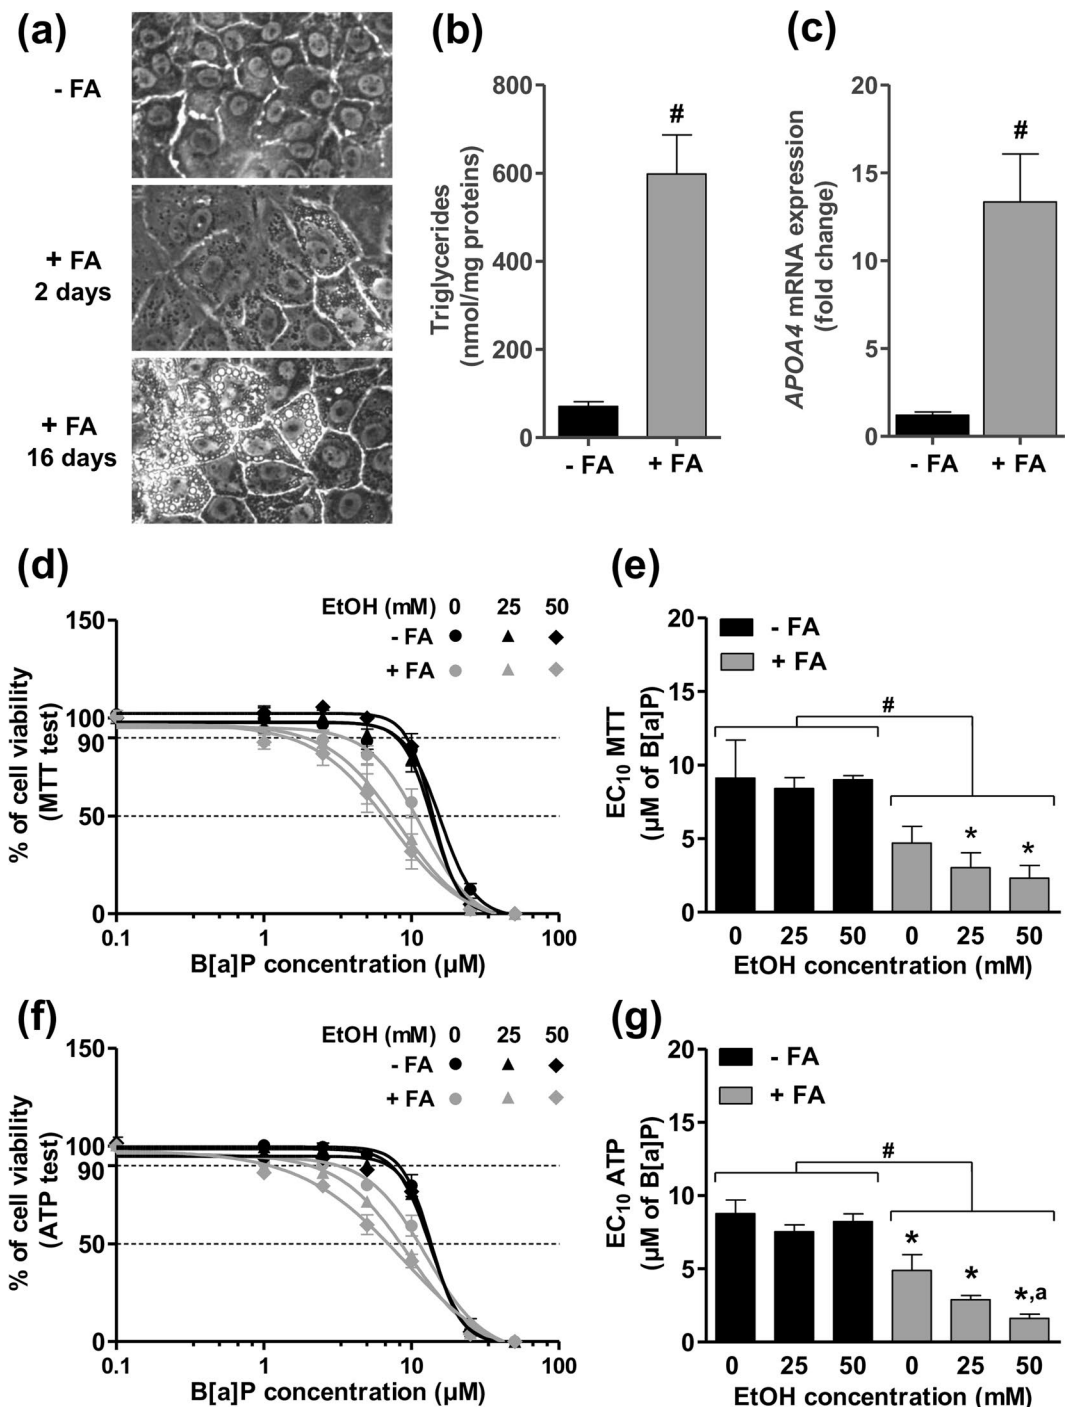 (a)
- FA
+ FA
2 days
+ FA
16 days
(b)
Triglycerides
(nmol/mg proteins)
800
600
400
200
0
#
- FA
+ FA
(c)
APOA4 mRNA expression
(fold change)
20
15
10
5
0
#
- FA
+ FA
(d)
% of cell viability
(MTT test)
150
100
90
50
0
EtOH (mM) 0 25 50
- FA
+ FA
0.1 1 10 100
B[a]P concentration (µM)
(e)
EC10 MTT
(µM of B[a]P)
20
15
10
5
0
- FA
+ FA
#
* *
0 25 50 0 25 50
EtOH concentration (mM)
(f)
% of cell viability
(ATP test)
150
100
90
50
0
EtOH (mM) 0 25 50
- FA
+ FA
0.1 1 10 100
B[a]P concentration (µM)
(g)
EC10 ATP
(µM of B[a]P)
20
15
10
5
0
- FA
+ FA
#
* * *,a
0 25 50 0 25 50
EtOH concentration (mM)